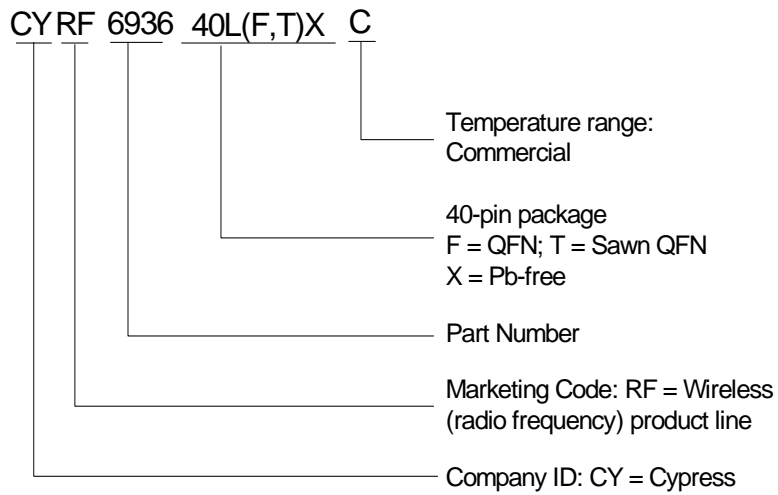 CY RF 6936 40L(F,T)X C
Temperature range:
Commercial
40-pin package
F = QFN; T = Sawn QFN
X = Pb-free
Part Number
Marketing Code: RF = Wireless
(radio frequency) product line
Company ID: CY = Cypress